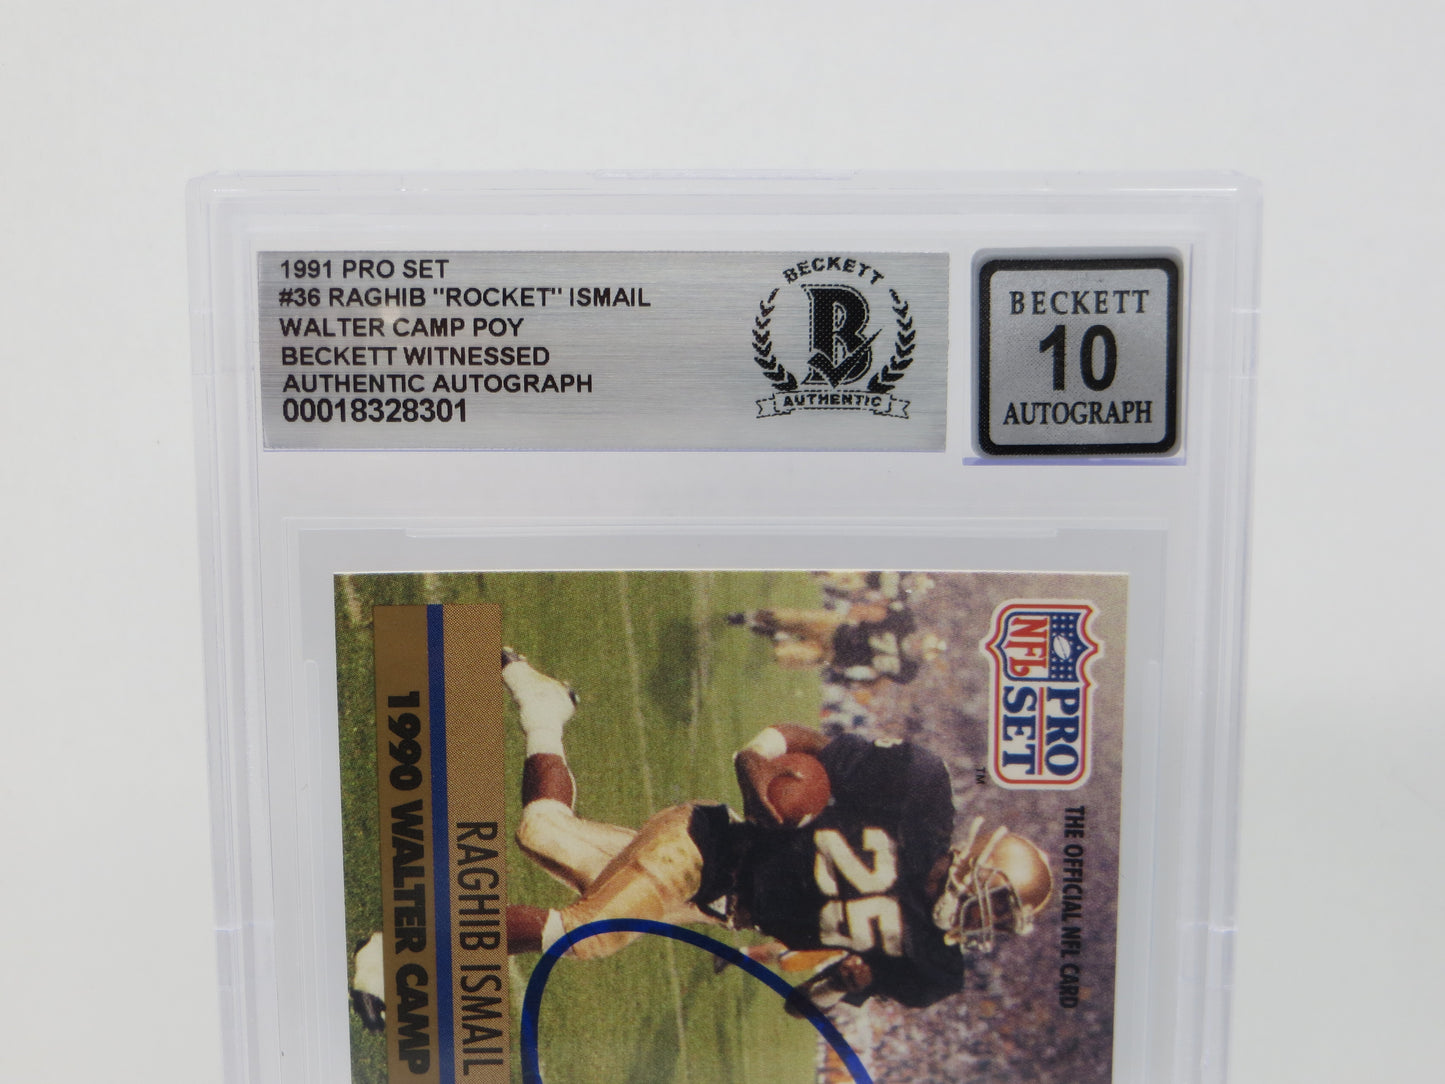 1991 PRO SET
#36 RAGHIB "ROCKET" ISMAIL
WALTER CAMP POY
BECKETT WITNESSED
AUTHENTIC AUTOGRAPH
00018328301
BECKETT
B
AUTHENTIC
BECKETT
10
AUTOGRAPH
NFL
PRO
SET
™
THE OFFICIAL NFL CARD
25
RAGHIB ISMAIL
1990 WALTER CAMP